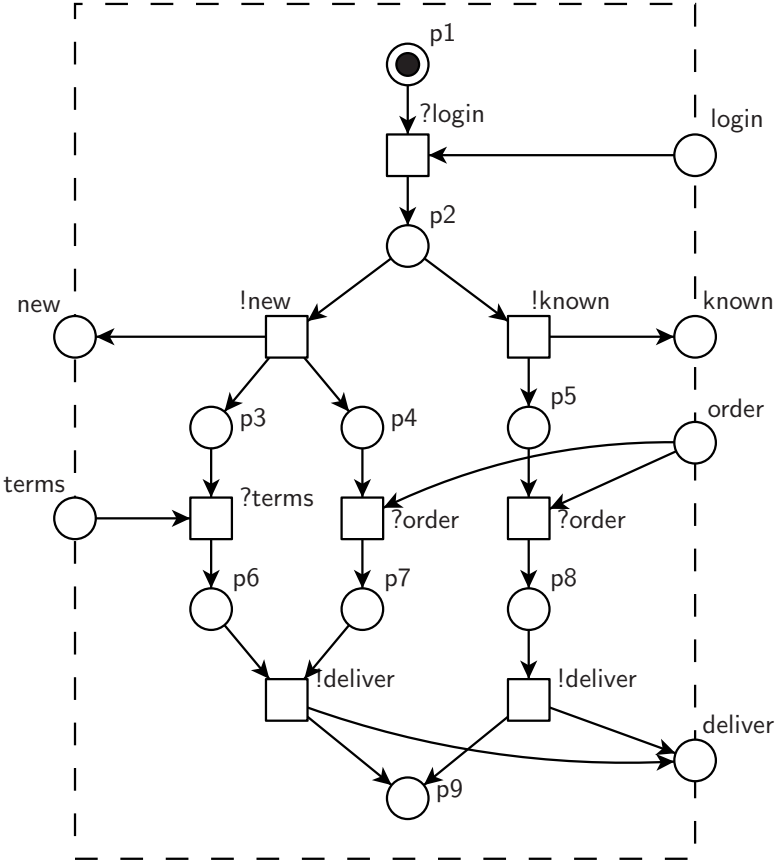 p1
?login
login
p2
new
!new
!known
known
p3
p4
p5
order
terms
?terms
?order
?order
p6
p7
p8
!deliver
!deliver
deliver
p9